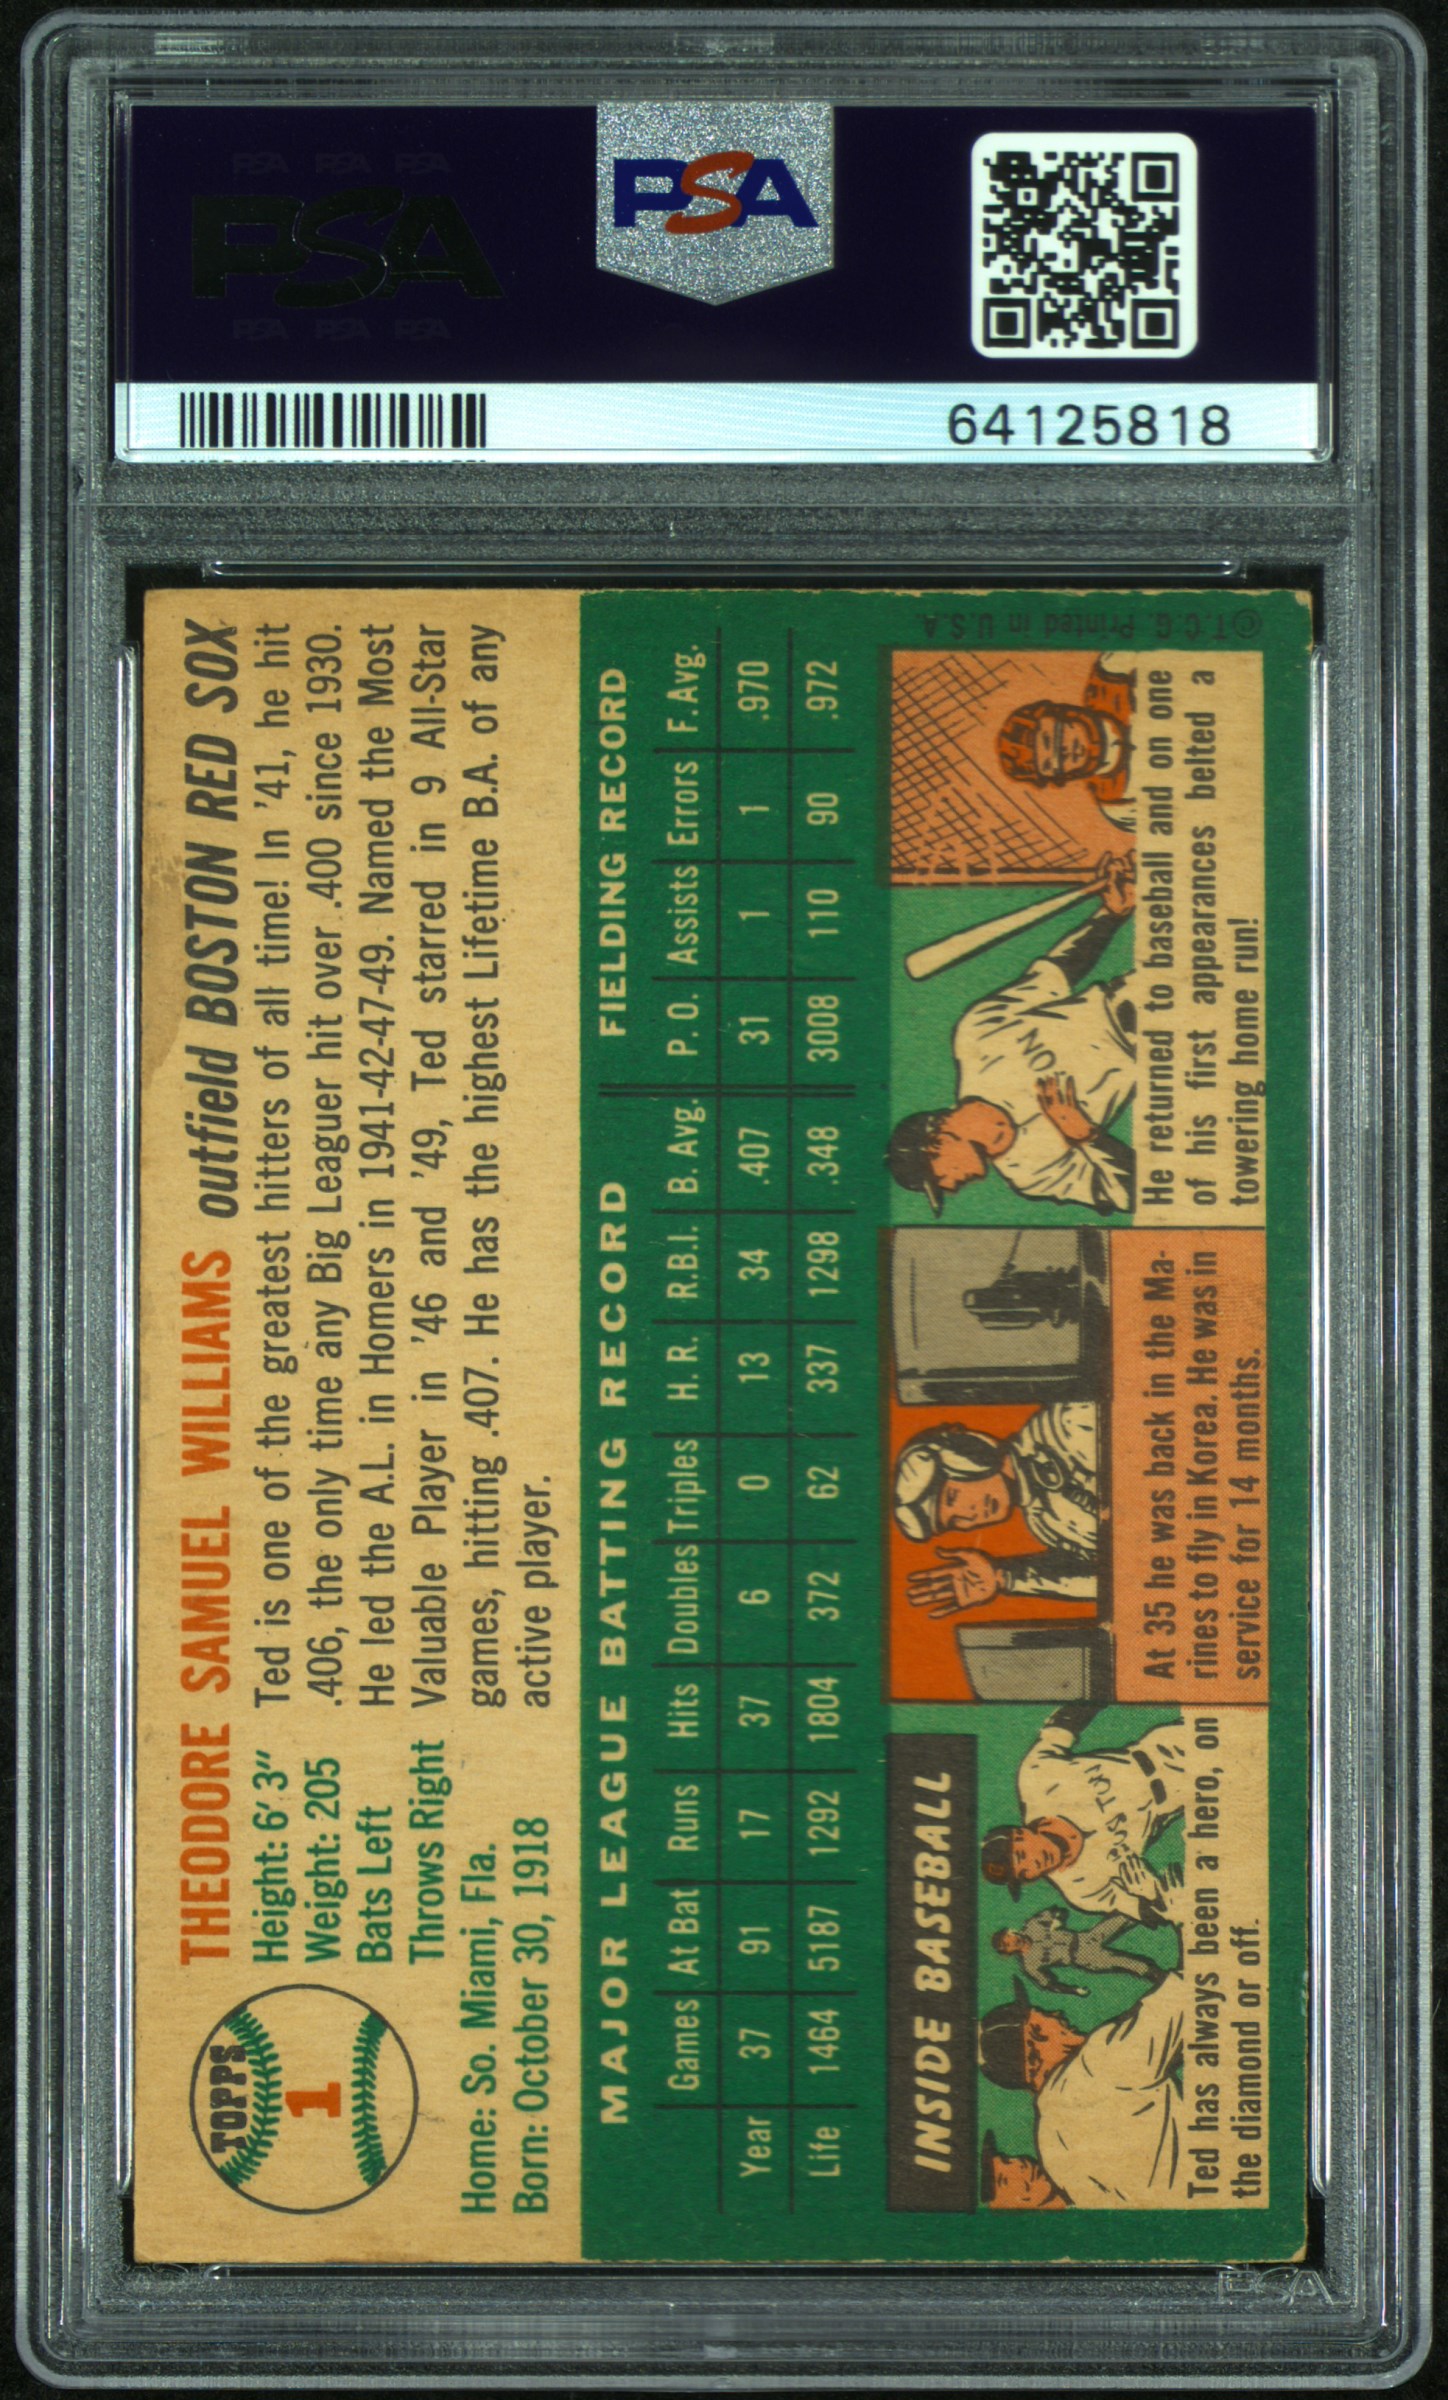 PSA PSA PSA
PSA
PSA PSA PSA
PSA
64125818
TOPPS
1
THEODORE SAMUEL WILLIAMS outfield BOSTON RED SOX
Height: 6' 3"
Weight: 205
Bats Left
Throws Right
Home: So. Miami, Fla.
Born: October 30, 1918
Ted is one of the greatest hitters of all time! In '41, he hit
.406, the only time any Big Leaguer hit over .400 since 1930.
He led the A.L. in Homers in 1941-42-47-49. Named the Most
Valuable Player in '46 and '49, Ted starred in 9 All-Star
games, hitting .407. He has the highest Lifetime B.A. of any
active player.
MAJOR LEAGUE BATTING RECORD FIELDING RECORD
Games At Bat Runs Hits Doubles Triples H. R. R.B.I. B. Avg. P. O. Assists Errors F. Avg.
Year 37 91 17 37 6 0 13 34 .407 31 1 1 .970
Life 1464 5187 1292 1804 372 62 337 1298 .348 3008 110 90 .972
INSIDE BASEBALL
Ted has always been a hero, on
the diamond or off.
At 35 he was back in the Ma-
rines to fly in Korea. He was in
service for 14 months.
He returned to baseball and on one
of his first appearances belted a
towering home run!
©T.C.G. Printed in U.S.A.
PSA